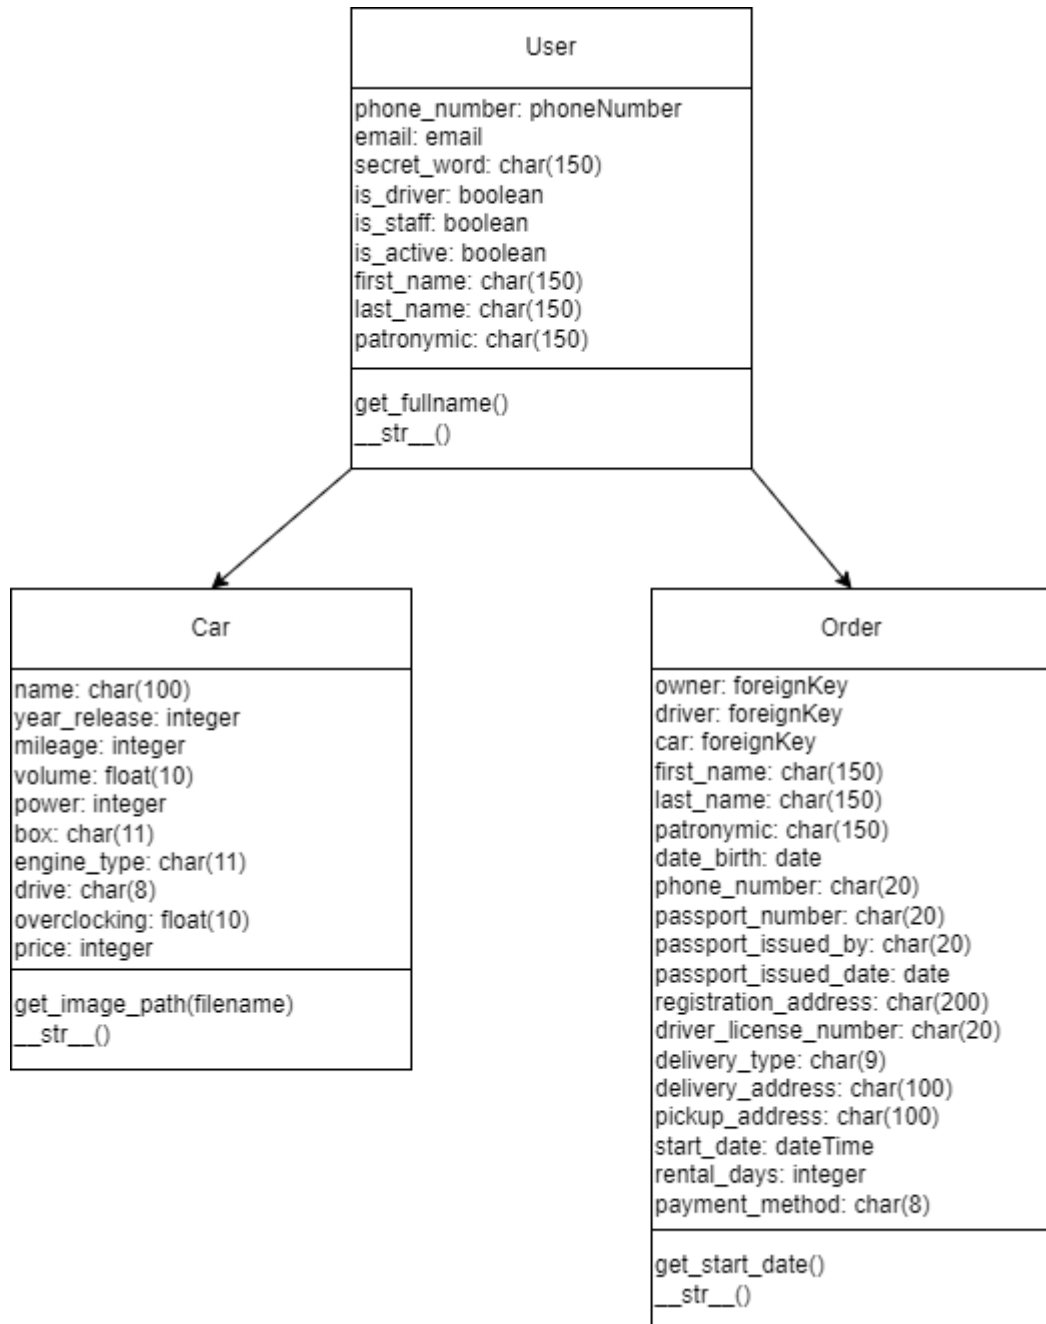 User
phone_number: phoneNumber
email: email
secret_word: char(150)
is_driver: boolean
is_staff: boolean
is_active: boolean
first_name: char(150)
last_name: char(150)
patronymic: char(150)
get_fullname()
__str__()
Car
name: char(100)
year_release: integer
mileage: integer
volume: float(10)
power: integer
box: char(11)
engine_type: char(11)
drive: char(8)
overclocking: float(10)
price: integer
get_image_path(filename)
__str__()
Order
owner: foreignKey
driver: foreignKey
car: foreignKey
first_name: char(150)
last_name: char(150)
patronymic: char(150)
date_birth: date
phone_number: char(20)
passport_number: char(20)
passport_issued_by: char(20)
passport_issued_date: date
registration_address: char(200)
driver_license_number: char(20)
delivery_type: char(9)
delivery_address: char(100)
pickup_address: char(100)
start_date: dateTime
rental_days: integer
payment_method: char(8)
get_start_date()
__str__()